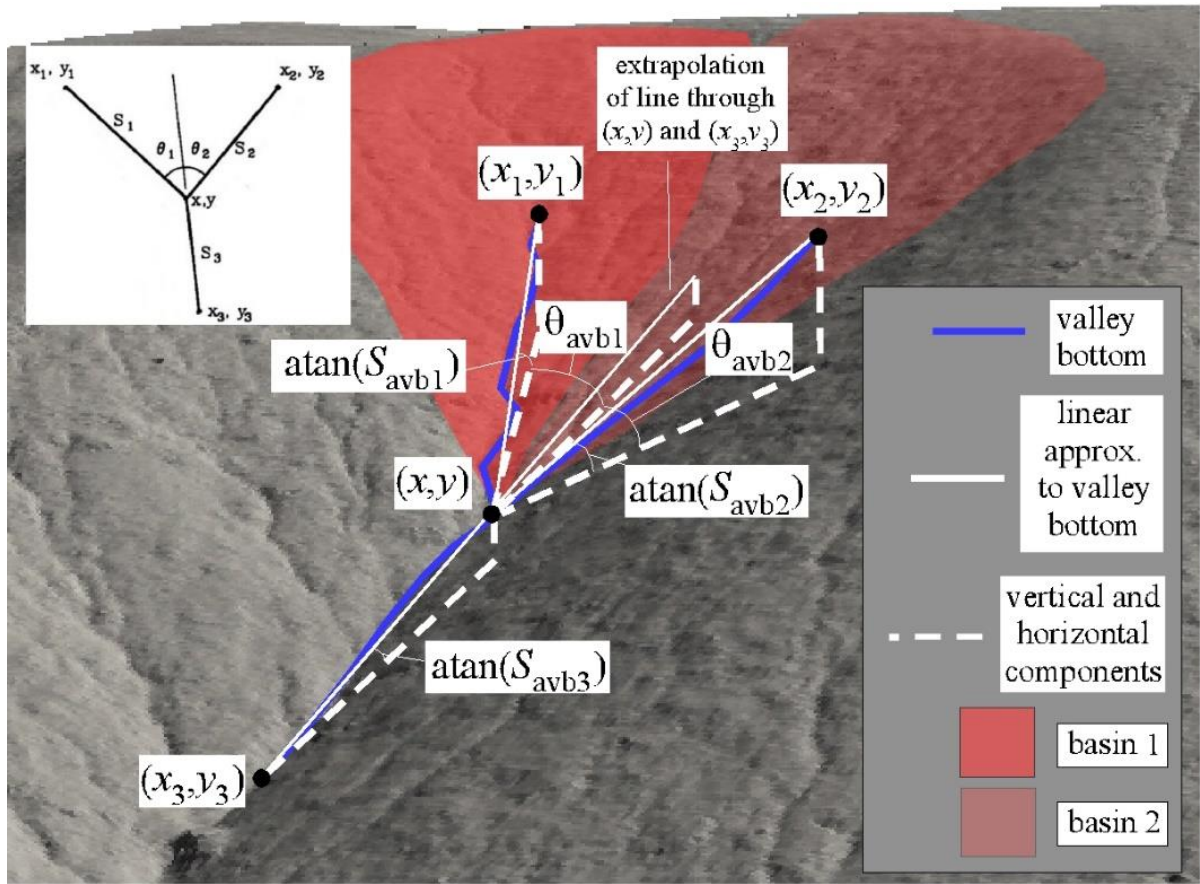 x₁, y₁
x₂, y₂
S₁
θ₁
θ₂
S₂
x,y
S₃
x₃, y₃
extrapolation
of line through
(x,y) and (x₃,y₃)
(x₁,y₁)
(x₂,y₂)
θavb1
atan(Savb1)
θavb2
(x,y)
atan(Savb2)
atan(Savb3)
(x₃,y₃)
valley
bottom
linear
approx.
to valley
bottom
vertical and
horizontal
components
basin 1
basin 2